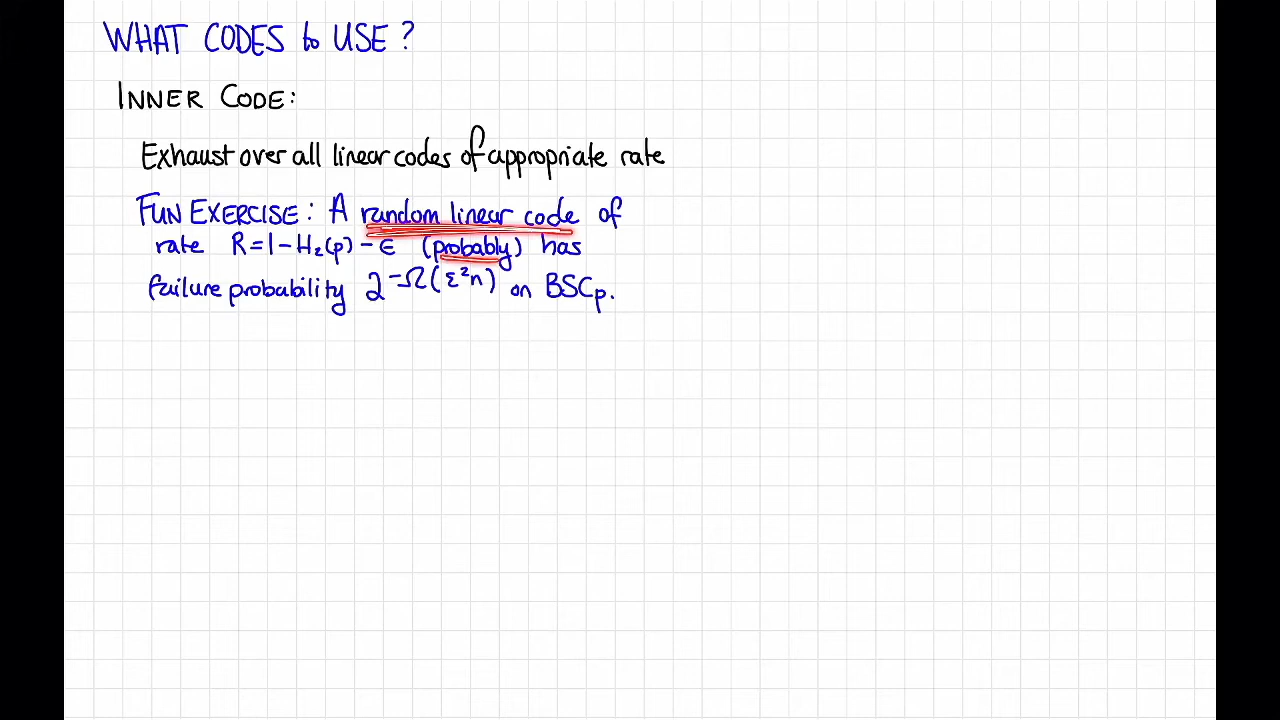 WHAT CODES to USE?
INNER CODE:
Exhaust over all linear codes of appropriate rate
FUN EXERCISE: A random linear code of
rate R=1-H₂(p)-ϵ (probably) has
failure probability 2^-Ω(ε²n) on BSCp.